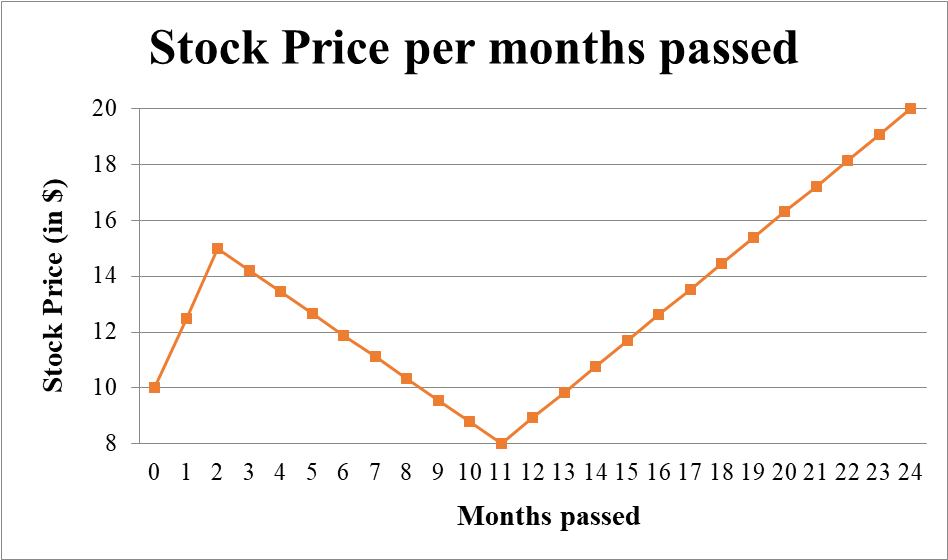 Stock Price per months passed
20
18
16
14
12
10
8
Stock Price (in $)
0 1 2 3 4 5 6 7 8 9 10 11 12 13 14 15 16 17 18 19 20 21 22 23 24
Months passed